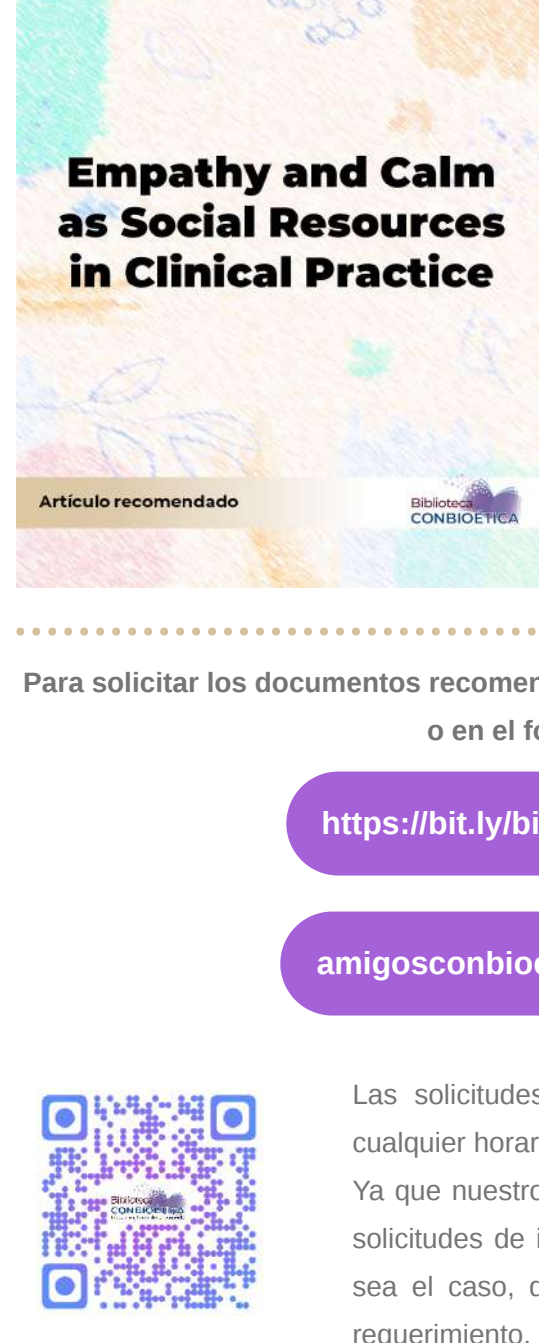 Empathy and Calm
as Social Resources
in Clinical Practice
Artículo recomendado
Biblioteca
CONBIOÉTICA
Para solicitar los documentos recomen
o en el fo
https://bit.ly/bi
amigosconbioe
Biblioteca
CONBIOÉTICA
Las solicitudes
cualquier horar
Ya que nuestro
solicitudes de i
sea el caso, d
requerimiento.